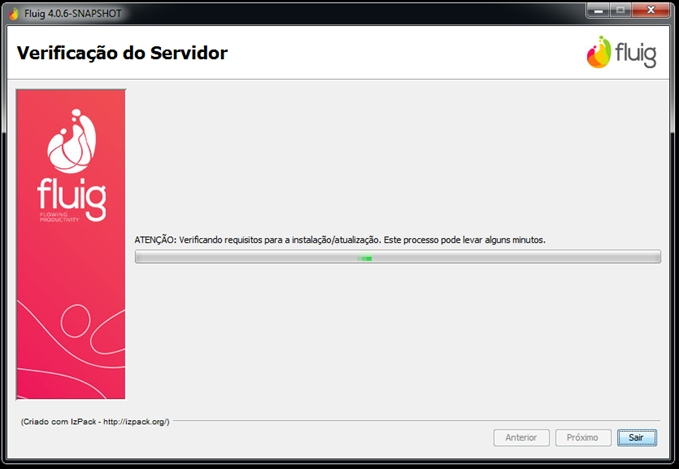 Fluig 4.0.6-SNAPSHOT
Verificação do Servidor
fluig
fluig
FLOWING
PRODUCTIVITY
ATENÇÃO: Verificando requisitos para a instalação/atualização. Este processo pode levar alguns minutos.
(Criado com IzPack - http://izpack.org/)
Anterior
Próximo
Sair